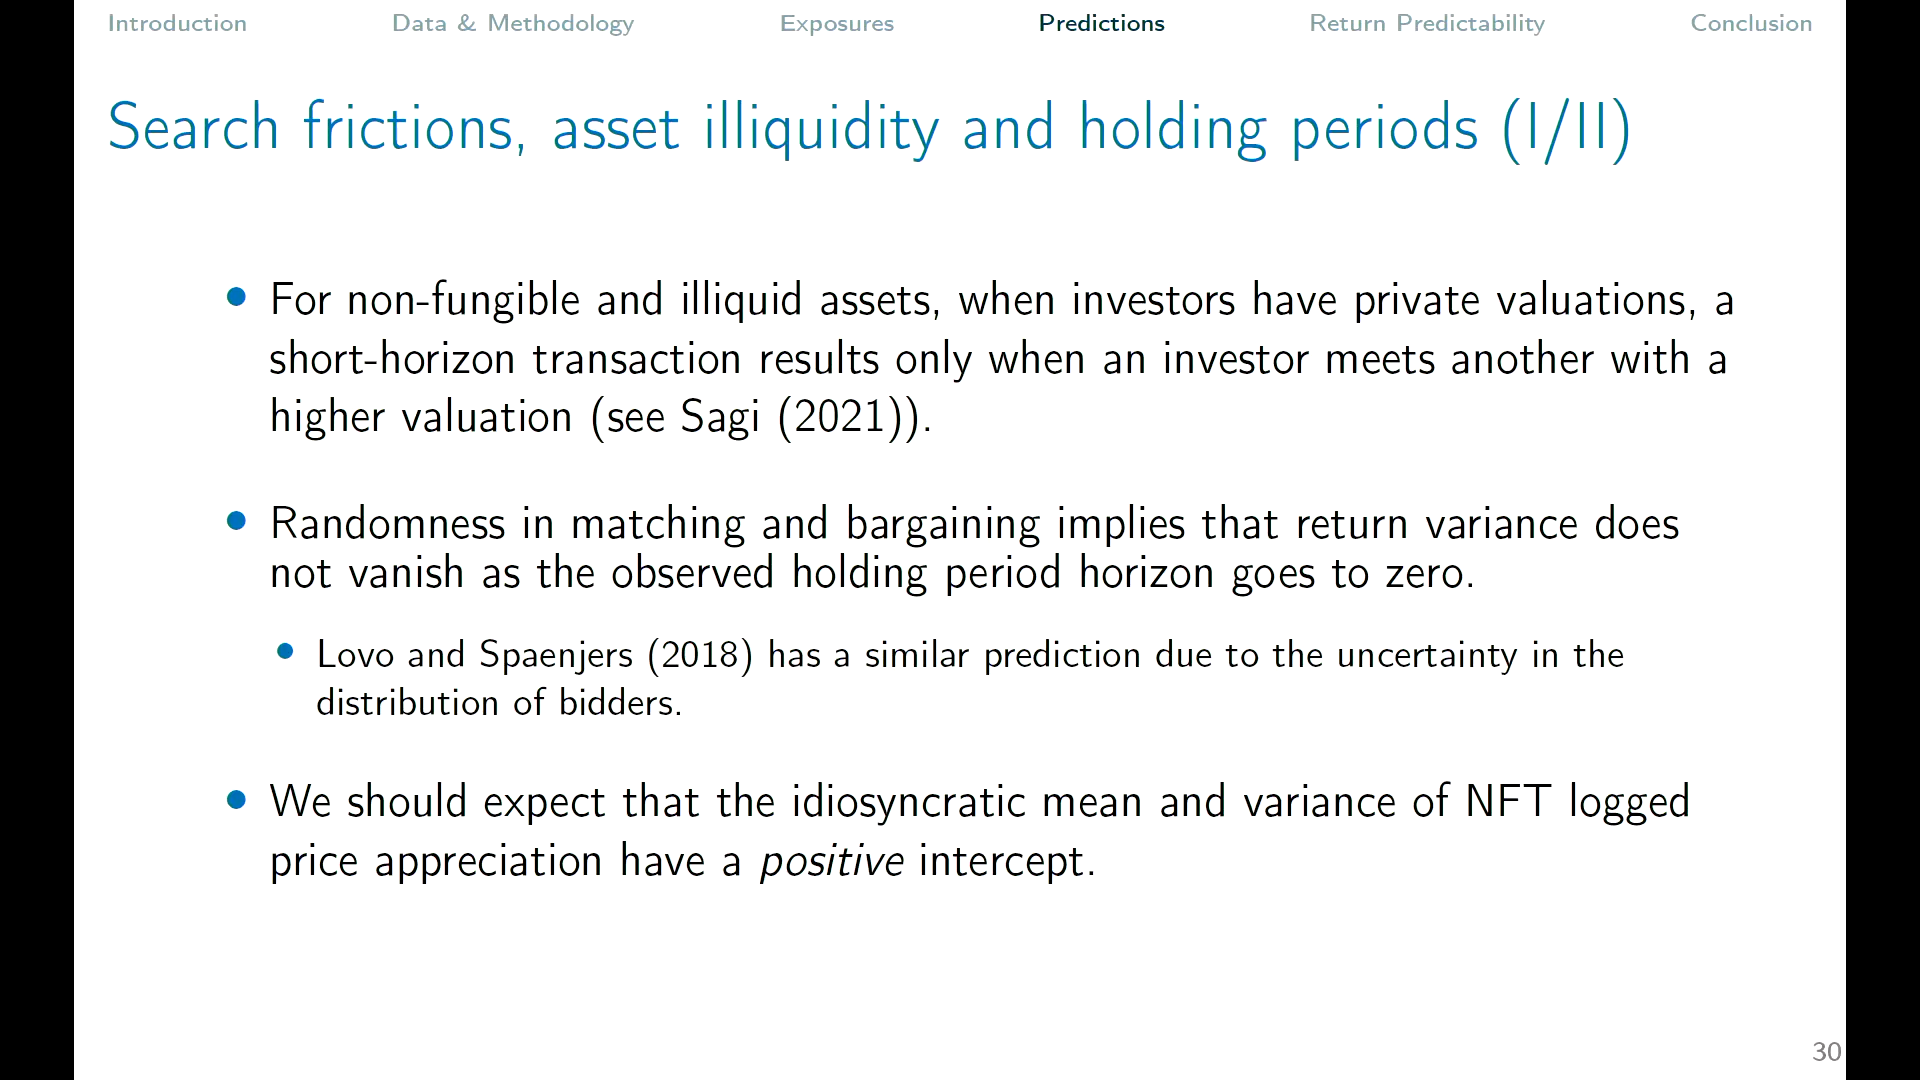 Introduction Data & Methodology Exposures Predictions Return Predictability Conclusion
Search frictions, asset illiquidity and holding periods (I/II)
• For non-fungible and illiquid assets, when investors have private valuations, a
short-horizon transaction results only when an investor meets another with a
higher valuation (see Sagi (2021)).
• Randomness in matching and bargaining implies that return variance does
not vanish as the observed holding period horizon goes to zero.
• Lovo and Spaenjers (2018) has a similar prediction due to the uncertainty in the
distribution of bidders.
• We should expect that the idiosyncratic mean and variance of NFT logged
price appreciation have a positive intercept.
30